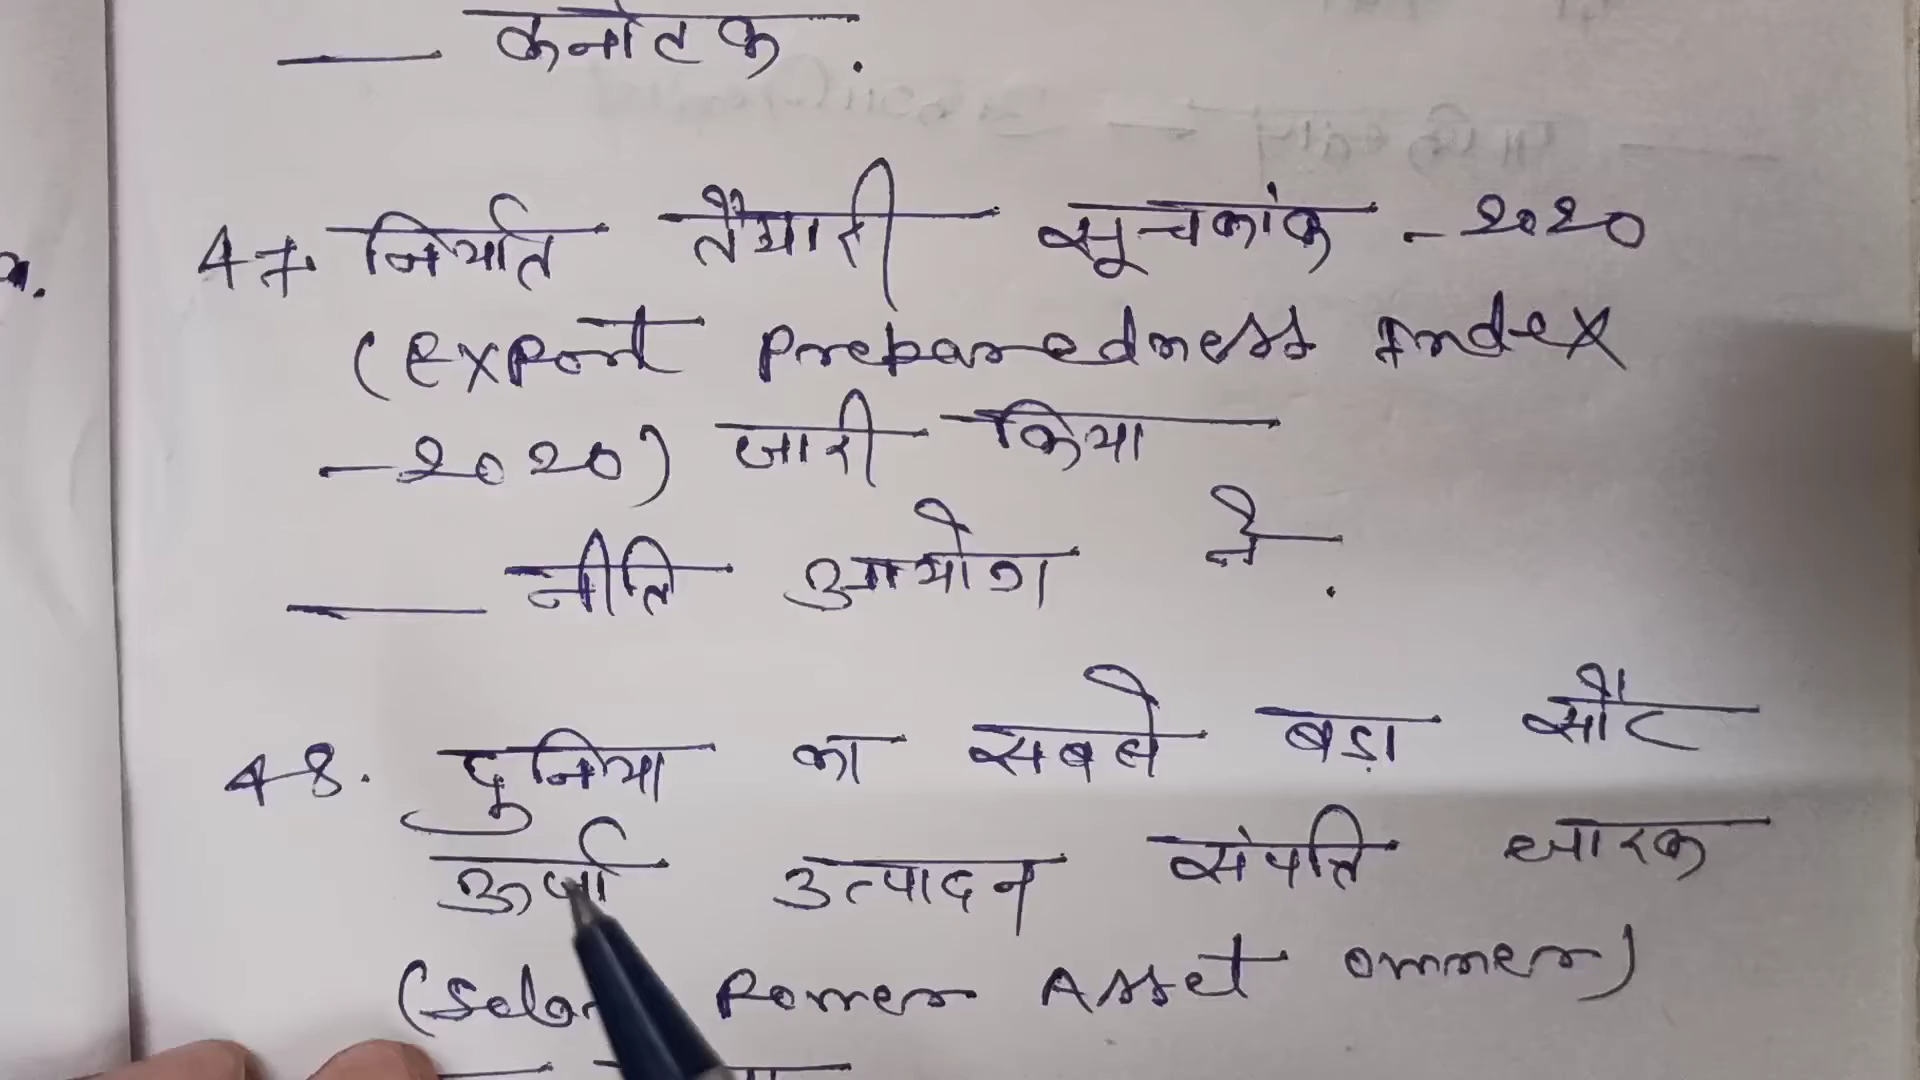 — कर्नाटक.
47. निर्यात तैयारी सूचकांक - 2020
(Export Preparedness Index
- 2020) जारी किया
— नीति आयोग ने.
48. दुनिया का सबसे बड़ा सौर
ऊर्जा उत्पादन संपति धारक
(Solar Power Asset owner)